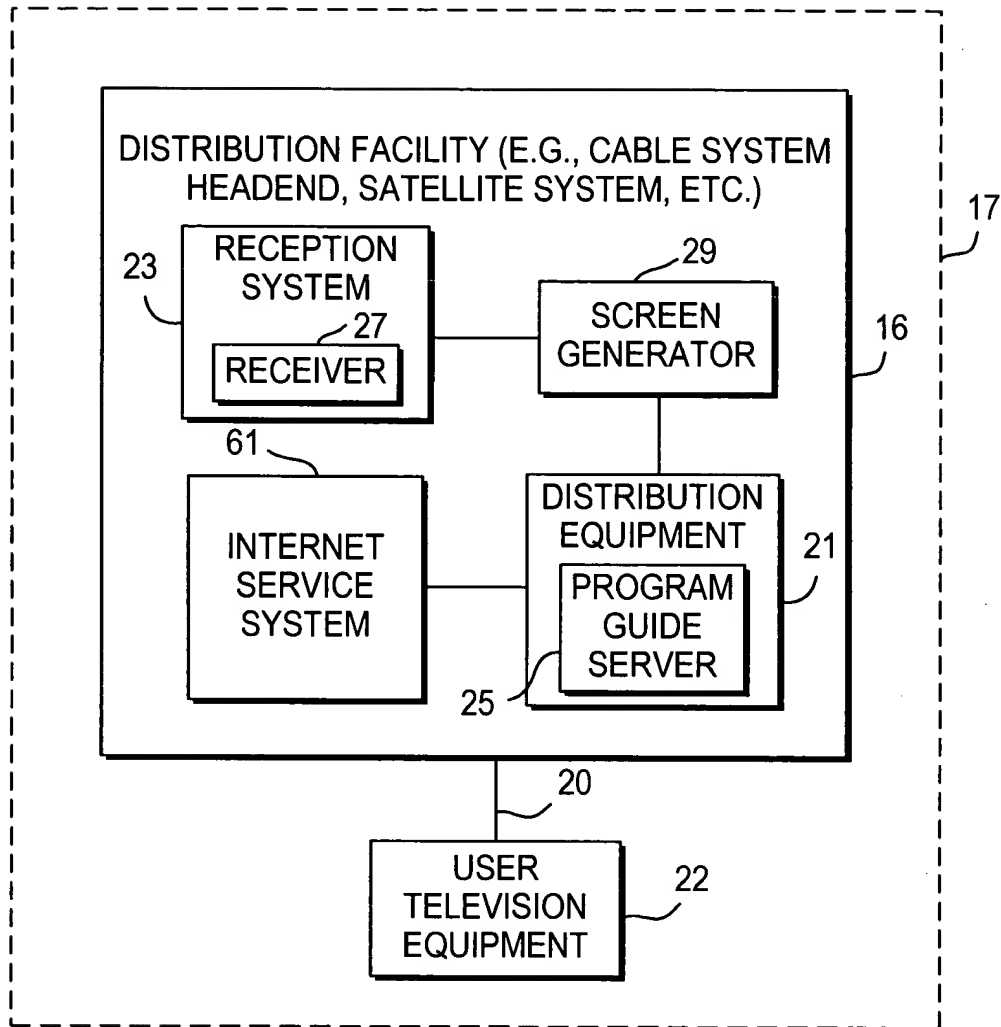 DISTRIBUTION FACILITY (E.G., CABLE SYSTEM
HEADEND, SATELLITE SYSTEM, ETC.)
17
23
RECEPTION
SYSTEM
27
RECEIVER
29
SCREEN
GENERATOR
16
61
INTERNET
SERVICE
SYSTEM
DISTRIBUTION
EQUIPMENT
21
PROGRAM
GUIDE
SERVER
25
20
USER
TELEVISION
EQUIPMENT
22